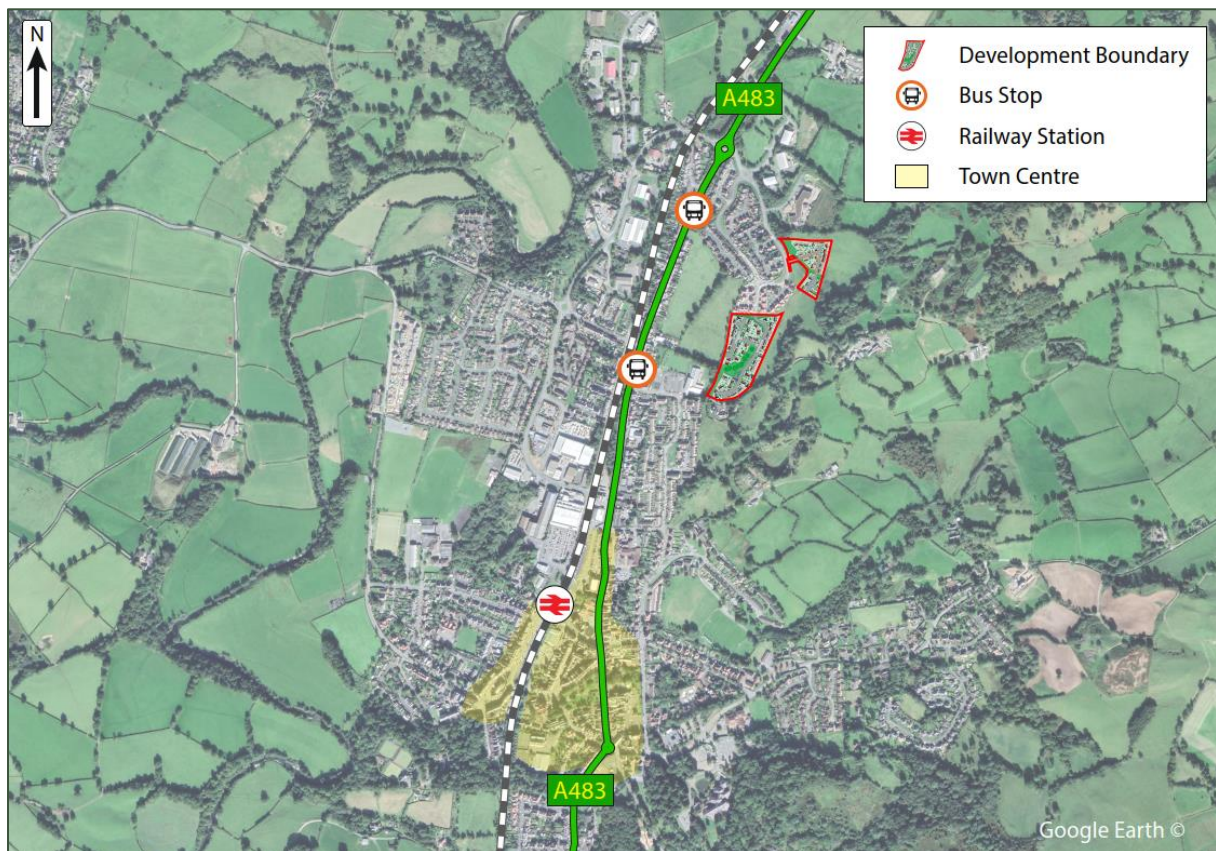 N
A483
Development Boundary
Bus Stop
Railway Station
Town Centre
A483
Google Earth ©